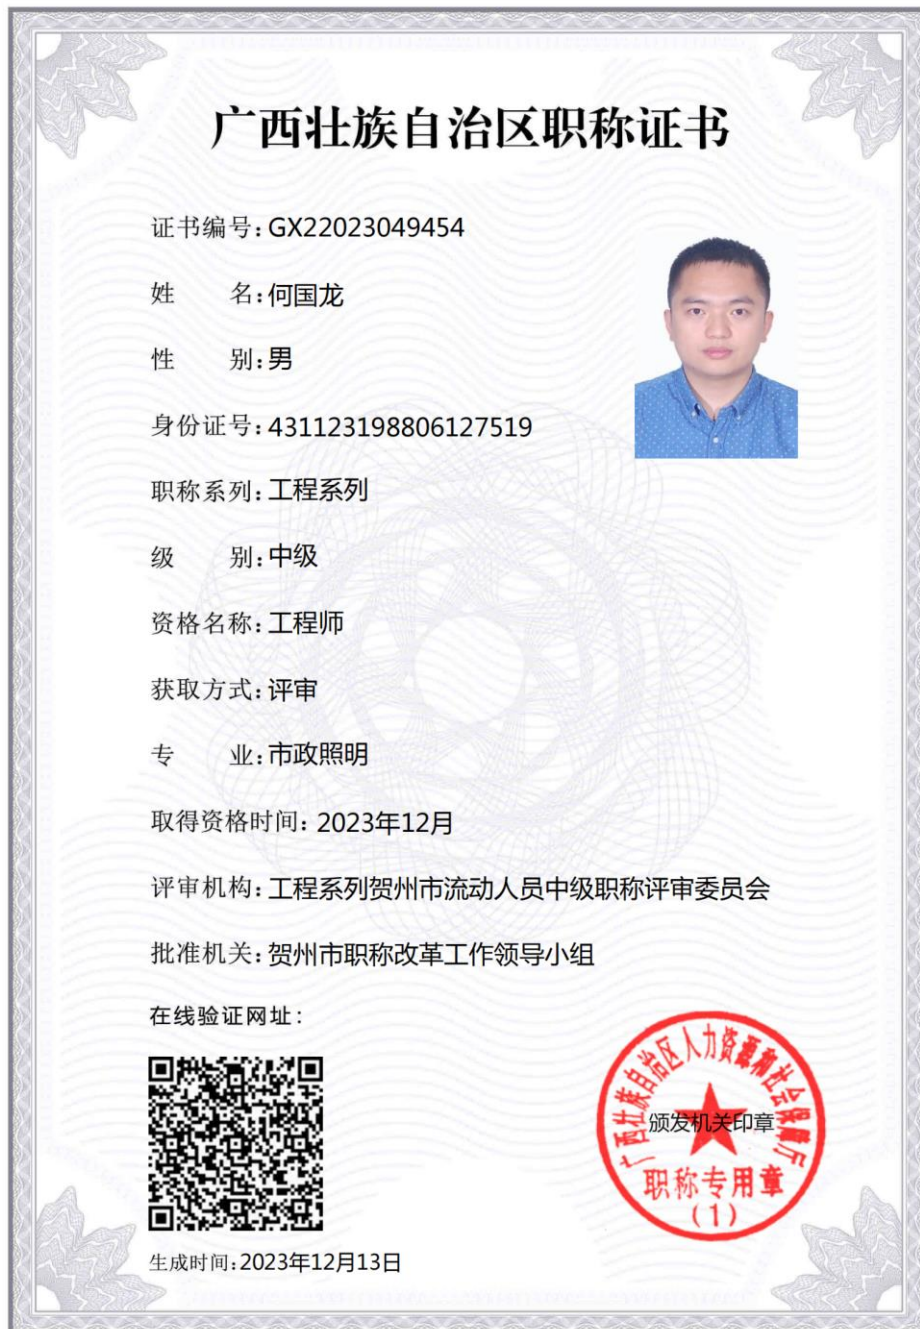 广西壮族自治区职称证书
证书编号:GX22023049454
姓 名:何国龙
性 别:男
身份证号:431123198806127519
职称系列:工程系列
级 别:中级
资格名称:工程师
获取方式:评审
专 业:市政照明
取得资格时间:2023年12月
评审机构:工程系列贺州市流动人员中级职称评审委员会
批准机关:贺州市职称改革工作领导小组
在线验证网址:
广西壮族自治区人力资源和社会保障厅
颁发机关印章
职称专用章
(1)
生成时间:2023年12月13日